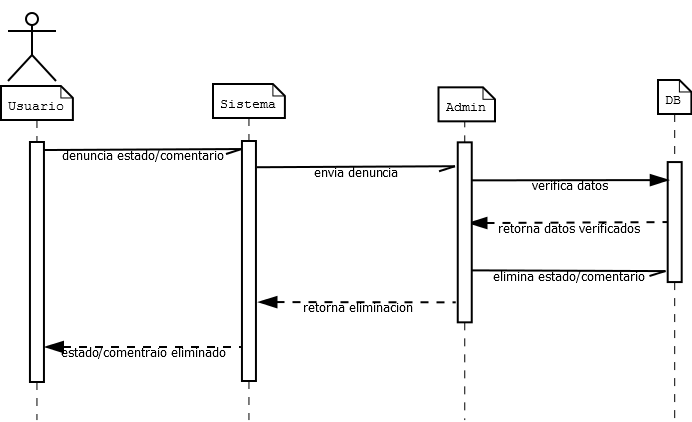 Usuario
Sistema
Admin
DB
denuncia estado/comentario
envia denuncia
verifica datos
retorna datos verificados
elimina estado/comentario
retorna eliminacion
estado/comentraio eliminado